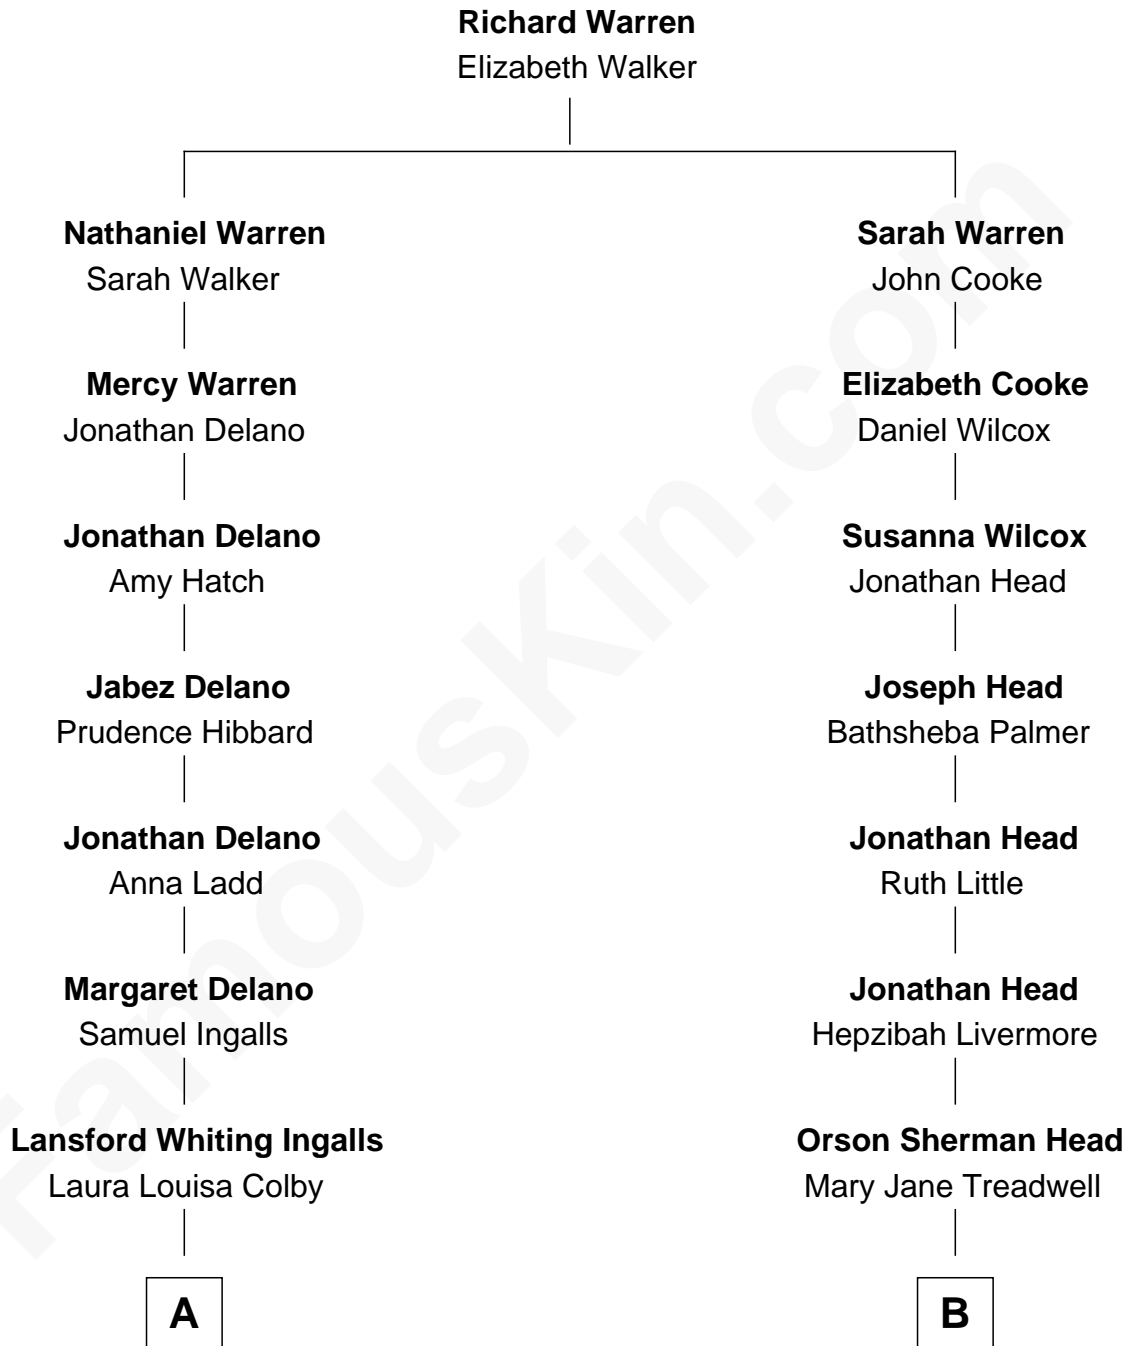 Richard Warren
Elizabeth Walker
Nathaniel Warren
Sarah Walker
Sarah Warren
John Cooke
Mercy Warren
Jonathan Delano
Elizabeth Cooke
Daniel Wilcox
Jonathan Delano
Amy Hatch
Susanna Wilcox
Jonathan Head
Jabez Delano
Prudence Hibbard
Joseph Head
Bathsheba Palmer
Jonathan Delano
Anna Ladd
Jonathan Head
Ruth Little
Margaret Delano
Samuel Ingalls
Jonathan Head
Hepzibah Livermore
Lansford Whiting Ingalls
Laura Louisa Colby
Orson Sherman Head
Mary Jane Treadwell
A
B
FamousKin.com